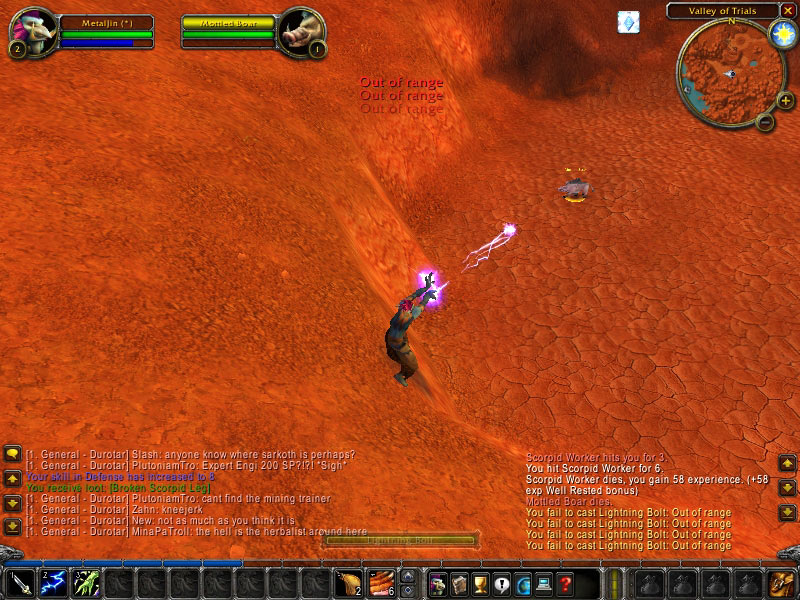 MetalJin (*)
2
Mottled Boar
1
Valley of Trials
N
Out of range
Out of range
Out of range
[1. General - Durotar] Slash: anyone know where sarkoth is perhaps?
[1. General - Durotar] PlutoniamTro: Expert Engi 200 SP?!?! *Sign*
Your skill in Defense has increased to 8.
You receive loot: [Broken Scorpid Leg]
[1. General - Durotar] PlutoniamTro: cant find the mining trainer
[1. General - Durotar] Zahn: kneejerk
[1. General - Durotar] New: not as much as you think it is
[1. General - Durotar] MinaPaTroll: the hell is the herbalist around here
Scorpid Worker hits you for 3.
You hit Scorpid Worker for 6.
Scorpid Worker dies, you gain 58 experience. (+58
exp Well Rested bonus)
Mottled Boar dies.
You fail to cast Lightning Bolt: Out of range
You fail to cast Lightning Bolt: Out of range
You fail to cast Lightning Bolt: Out of range
You fail to cast Lightning Bolt: Out of range
Lightning Bolt
1
2
3
2
6